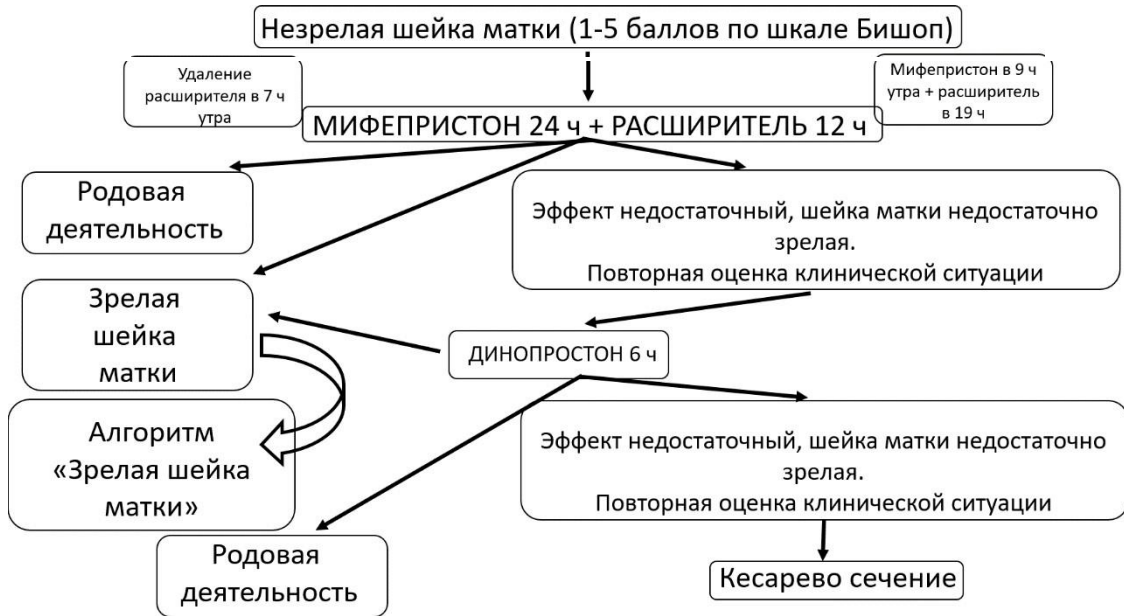 Незрелая шейка матки (1-5 баллов по шкале Бишоп)
Удаление
расширителя в 7 ч
утра
Мифепристон в 9 ч
утра + расширитель
в 19 ч
МИФЕПРИСТОН 24 ч + РАСШИРИТЕЛЬ 12 ч
Родовая
деятельность
Эффект недостаточный, шейка матки недостаточно
зрелая.
Повторная оценка клинической ситуации
Зрелая
шейка
матки
ДИНОПРОСТОН 6 ч
Алгоритм
«Зрелая шейка
матки»
Эффект недостаточный, шейка матки недостаточно
зрелая.
Повторная оценка клинической ситуации
Родовая
деятельность
Кесарево сечение